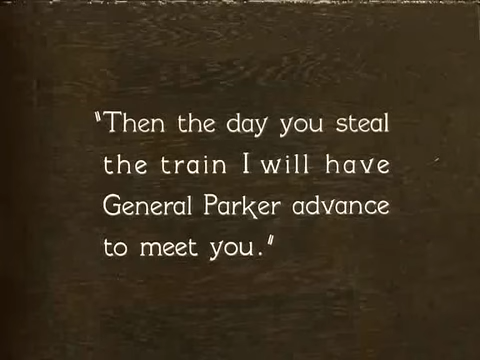 "Then the day you steal
the train I will have
General Parker advance
to meet you."